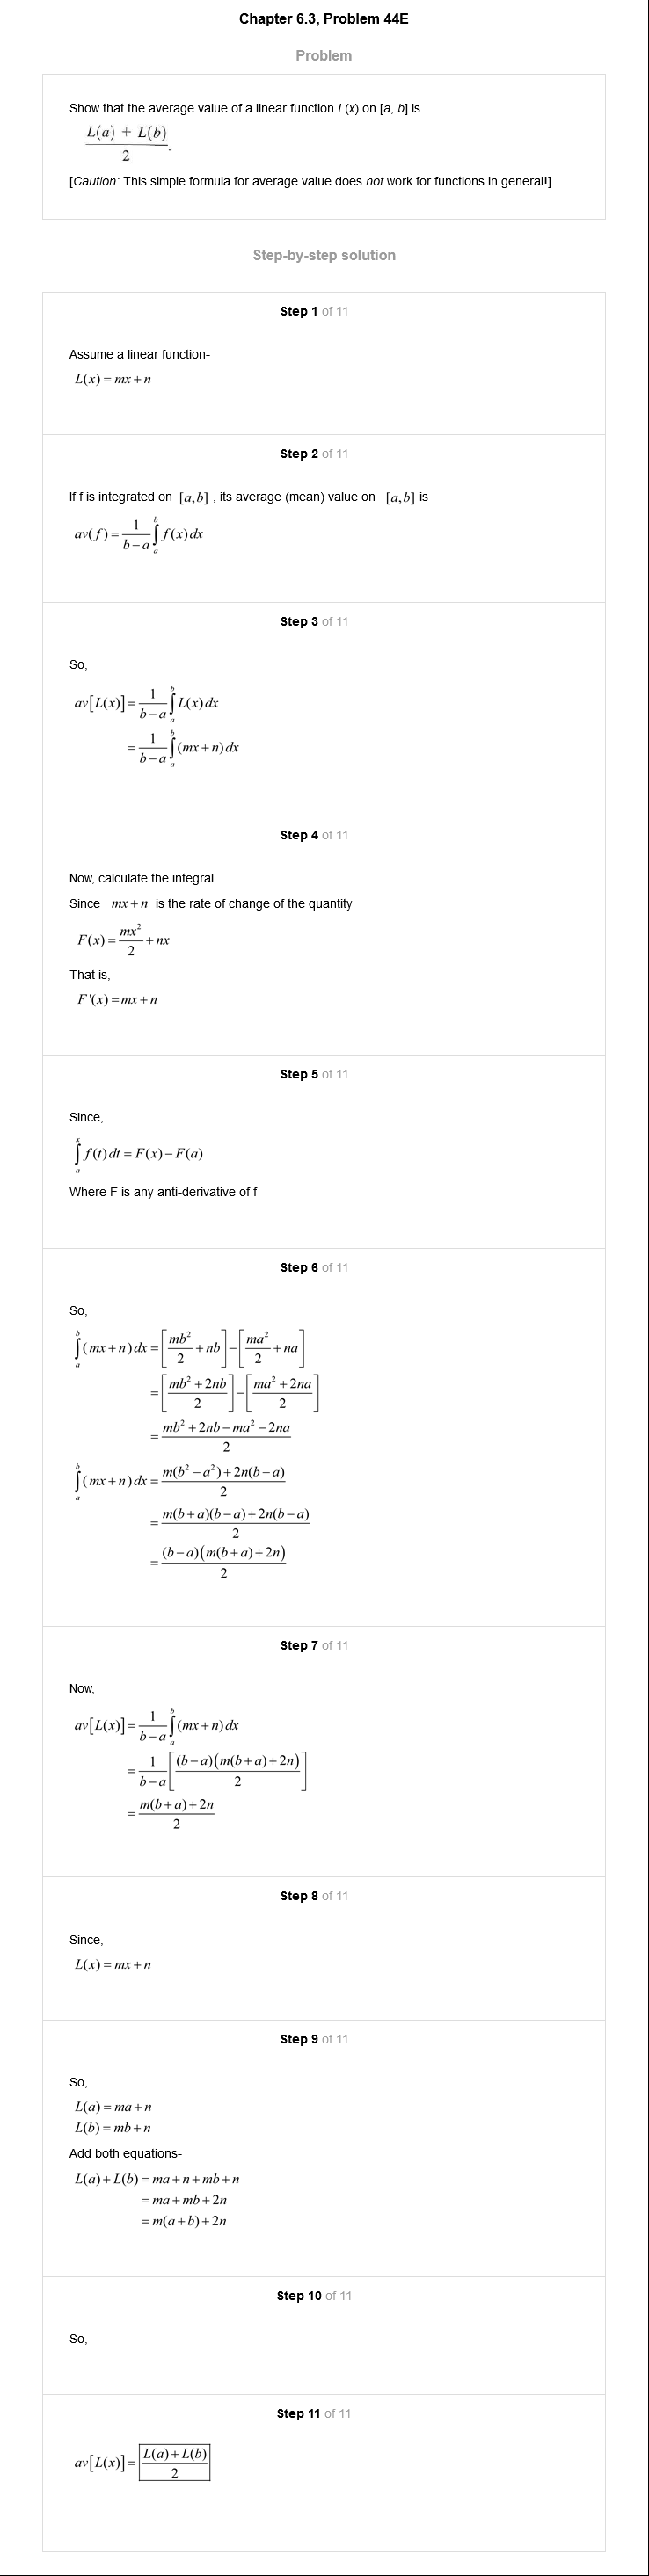 Chapter 6.3, Problem 44E
Problem
Show that the average value of a linear function L(x) on [a, b] is
\frac{L(a) + L(b)}{2}.
[Caution: This simple formula for average value does not work for functions in general!]
Step-by-step solution
Step 1 of 11
Assume a linear function-
L(x) = mx + n
Step 2 of 11
If f is integrated on [a,b] , its average (mean) value on [a,b] is
av(f) = \frac{1}{b-a} \int_a^b f(x) dx
Step 3 of 11
So,
av[L(x)] = \frac{1}{b-a} \int_a^b L(x) dx
= \frac{1}{b-a} \int_a^b (mx + n) dx
Step 4 of 11
Now, calculate the integral
Since mx + n is the rate of change of the quantity
F(x) = \frac{mx^2}{2} + nx
That is,
F'(x) = mx + n
Step 5 of 11
Since,
\int_a^x f(t) dt = F(x) - F(a)
Where F is any anti-derivative of f
Step 6 of 11
So,
\int_a^b (mx + n) dx = [\frac{mb^2}{2} + nb] - [\frac{ma^2}{2} + na]
= [\frac{mb^2 + 2nb}{2}] - [\frac{ma^2 + 2na}{2}]
= \frac{mb^2 + 2nb - ma^2 - 2na}{2}
\int_a^b (mx + n) dx = \frac{m(b^2 - a^2) + 2n(b - a)}{2}
= \frac{m(b + a)(b - a) + 2n(b - a)}{2}
= \frac{(b - a)(m(b + a) + 2n)}{2}
Step 7 of 11
Now,
av[L(x)] = \frac{1}{b-a} \int_a^b (mx + n) dx
= \frac{1}{b-a} [\frac{(b - a)(m(b + a) + 2n)}{2}]
= \frac{m(b + a) + 2n}{2}
Step 8 of 11
Since,
L(x) = mx + n
Step 9 of 11
So,
L(a) = ma + n
L(b) = mb + n
Add both equations-
L(a) + L(b) = ma + n + mb + n
= ma + mb + 2n
= m(a + b) + 2n
Step 10 of 11
So,
Step 11 of 11
av[L(x)] = \frac{L(a) + L(b)}{2}